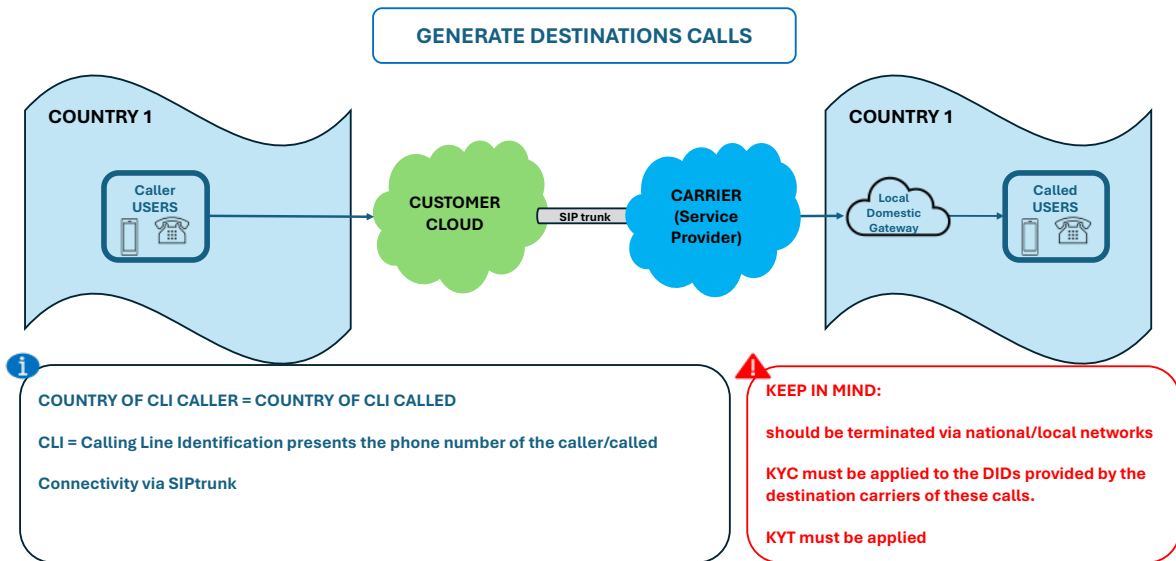 GENERATE DESTINATIONS CALLS
COUNTRY 1
Caller
USERS
CUSTOMER
CLOUD
SIP trunk
CARRIER
(Service
Provider)
COUNTRY 1
Local
Domestic
Gateway
Called
USERS
i
COUNTRY OF CLI CALLER = COUNTRY OF CLI CALLED
CLI = Calling Line Identification presents the phone number of the caller/called
Connectivity via SIPtrunk
!
KEEP IN MIND:
should be terminated via national/local networks
KYC must be applied to the DIDs provided by the
destination carriers of these calls.
KYT must be applied